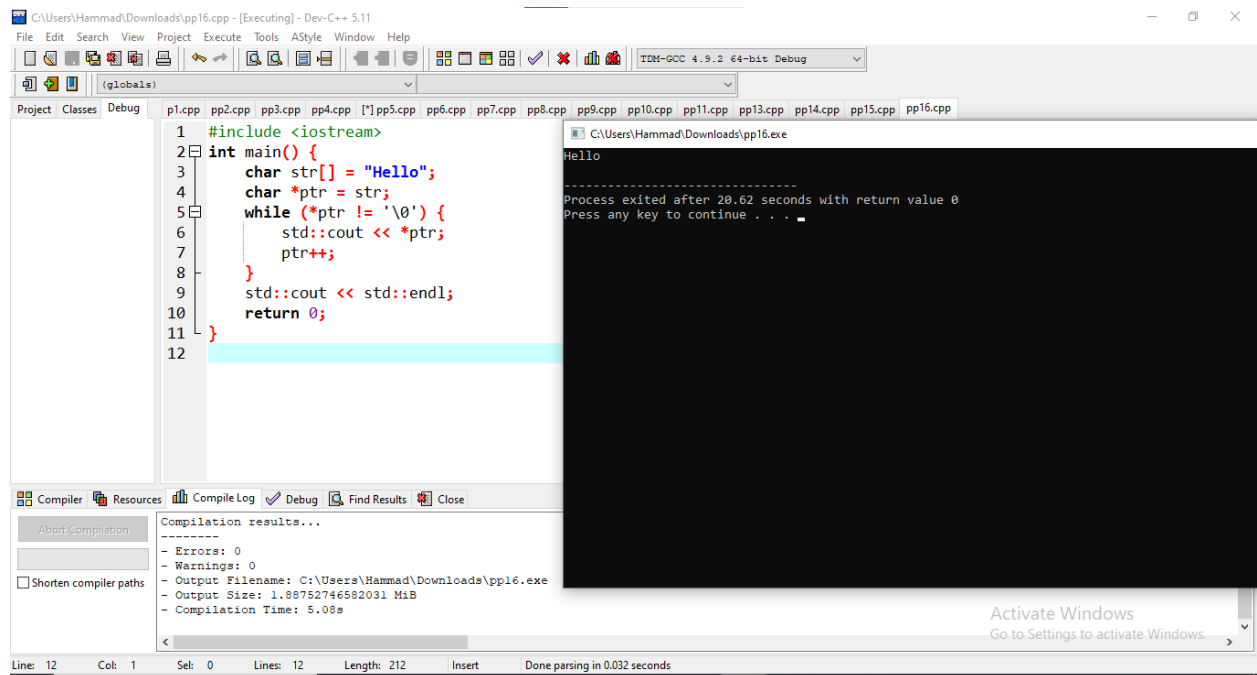 C:\Users\Hammad\Downloads\pp16.cpp - [Executing] - Dev-C++ 5.11
File Edit Search View Project Execute Tools AStyle Window Help
TDM-GCC 4.9.2 64-bit Debug
(globals)
Project Classes Debug p1.cpp pp2.cpp pp3.cpp pp4.cpp [*] pp5.cpp pp6.cpp pp7.cpp pp8.cpp pp9.cpp pp10.cpp pp11.cpp pp13.cpp pp14.cpp pp15.cpp pp16.cpp
1 #include <iostream>
2 int main() {
3 char str[] = "Hello";
4 char *ptr = str;
5 while (*ptr != '\0') {
6 std::cout << *ptr;
7 ptr++;
8 }
9 std::cout << std::endl;
10 return 0;
11 }
12
C:\Users\Hammad\Downloads\pp16.exe
Hello
--------------------------------
Process exited after 20.62 seconds with return value 0
Press any key to continue . . .
Compiler Resources Compile Log Debug Find Results Close
Abort Compilation
Shorten compiler paths
Compilation results...
--------
- Errors: 0
- Warnings: 0
- Output Filename: C:\Users\Hammad\Downloads\pp16.exe
- Output Size: 1.88752746582031 MiB
- Compilation Time: 5.08s
Activate Windows
Go to Settings to activate Windows.
Line: 12 Col: 1 Sel: 0 Lines: 12 Length: 212 Insert Done parsing in 0.032 seconds